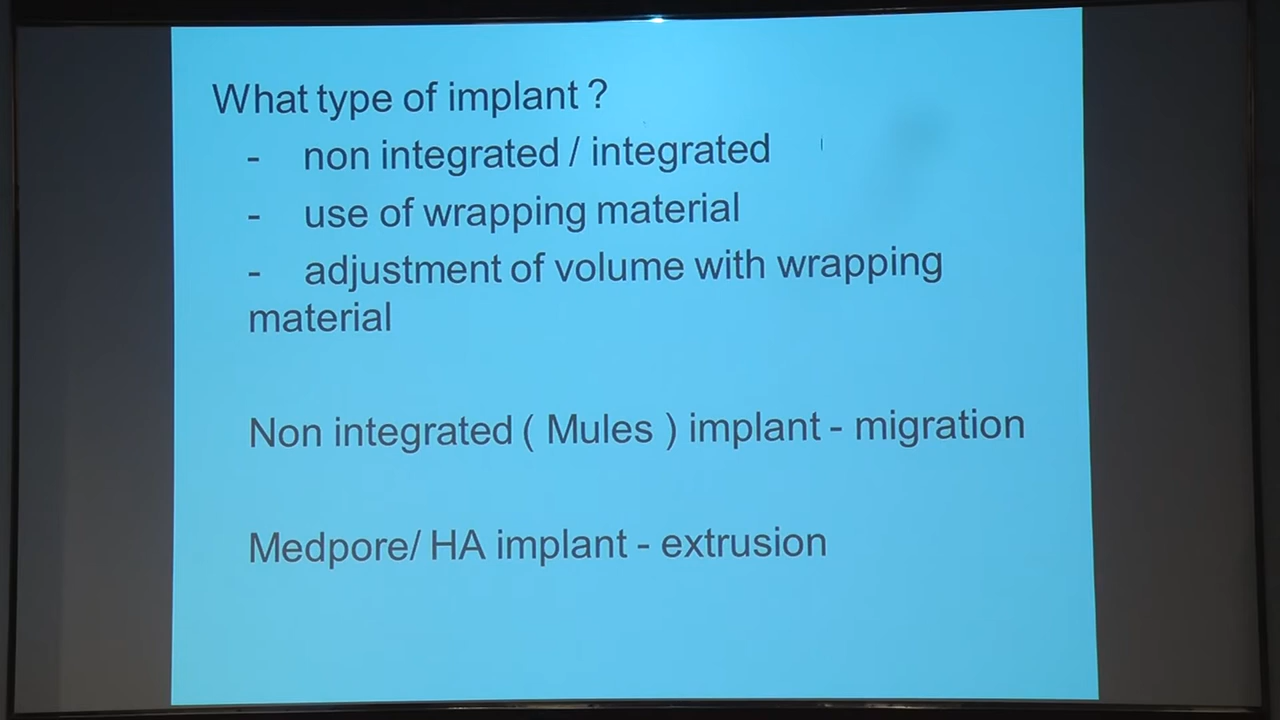 What type of implant ?
- non integrated / integrated
- use of wrapping material
- adjustment of volume with wrapping
material
Non integrated ( Mules ) implant - migration
Medpore/ HA implant - extrusion